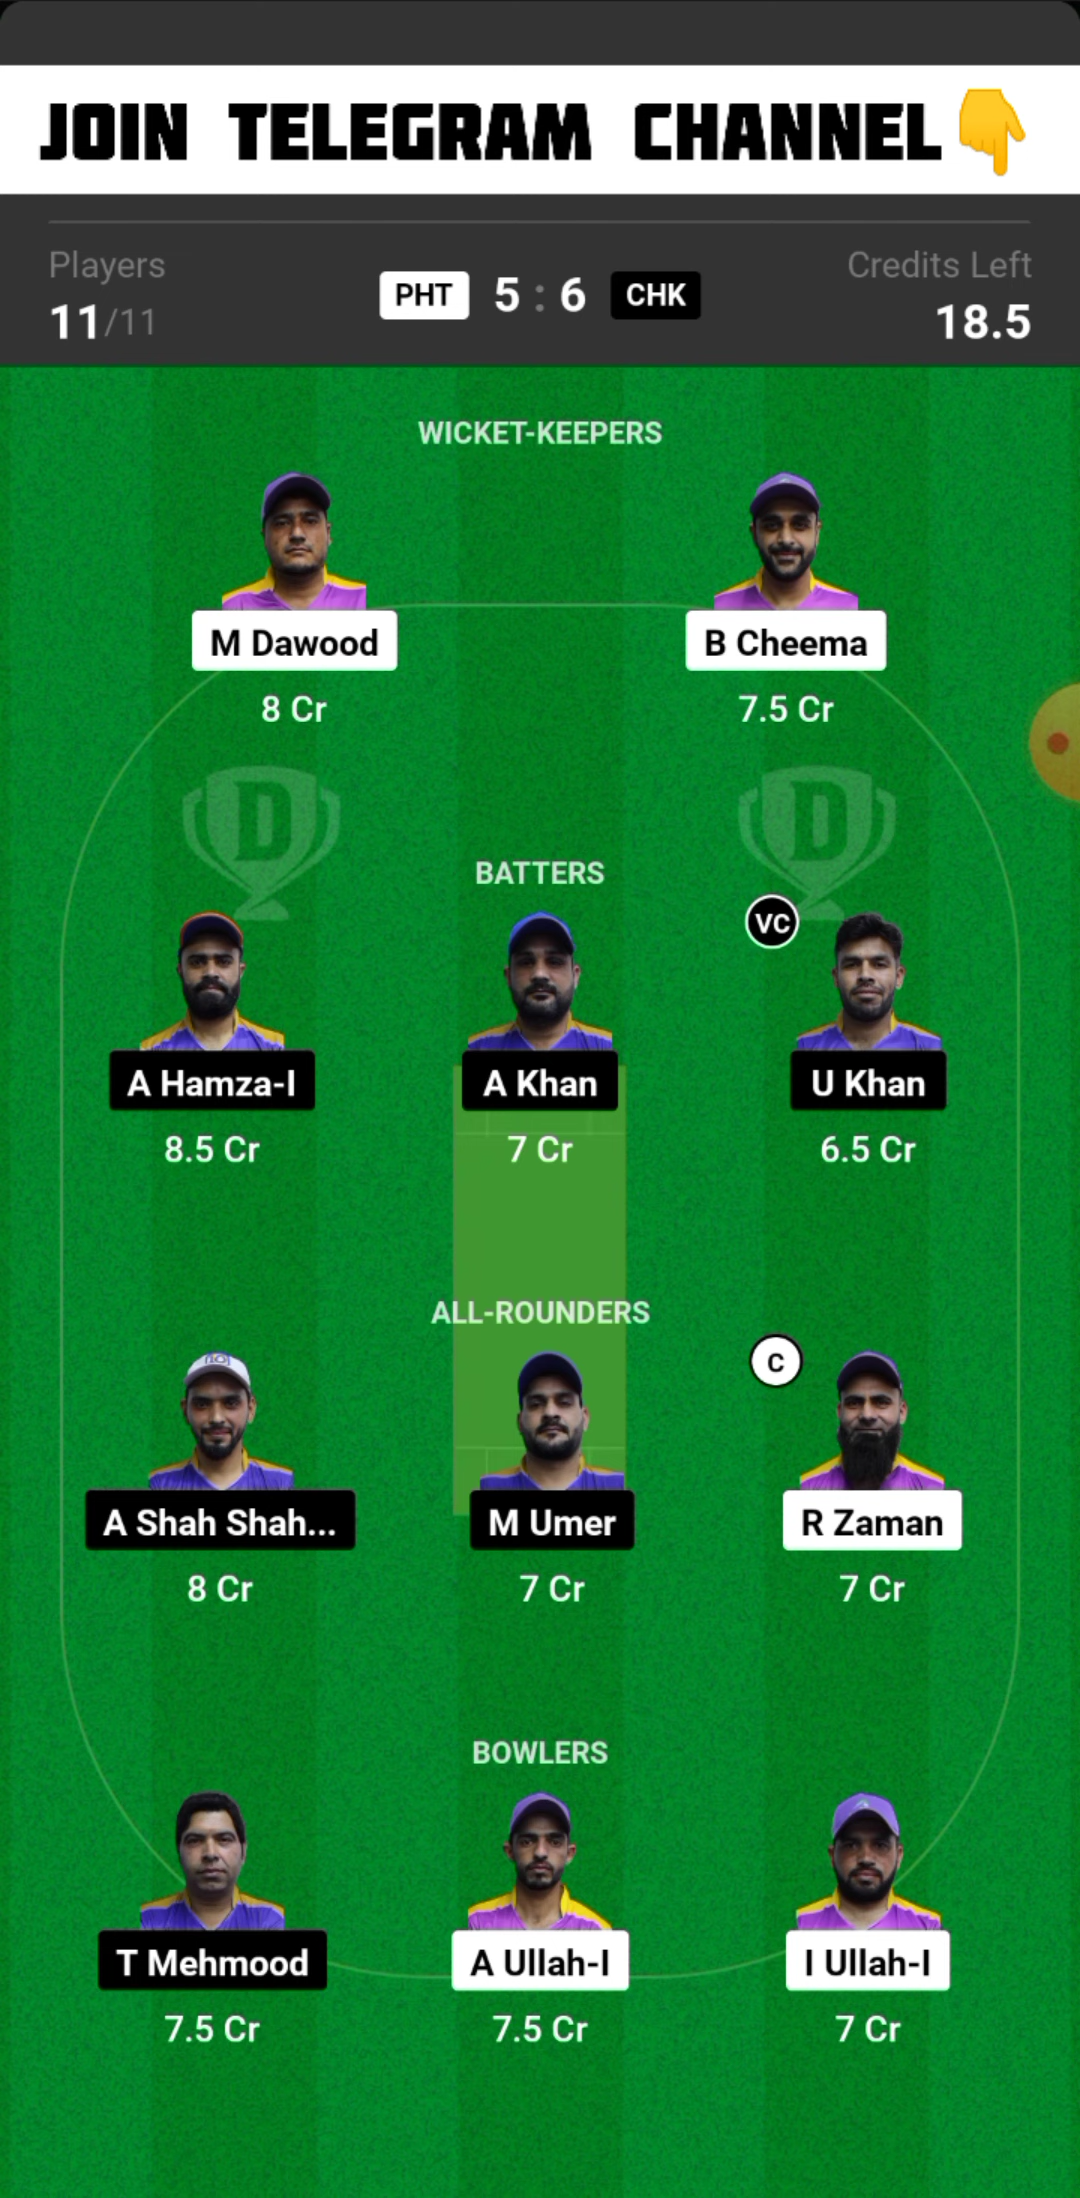 JOIN TELEGRAM CHANNEL
Players
11/11
PHT 5 : 6 CHK
Credits Left
18.5
WICKET-KEEPERS
M Dawood B Cheema
8 Cr 7.5 Cr
D D
BATTERS
VC
A Hamza-I A Khan U Khan
8.5 Cr 7 Cr 6.5 Cr
ALL-ROUNDERS
C
A Shah Shah... M Umer R Zaman
8 Cr 7 Cr 7 Cr
BOWLERS
T Mehmood A Ullah-I I Ullah-I
7.5 Cr 7.5 Cr 7 Cr